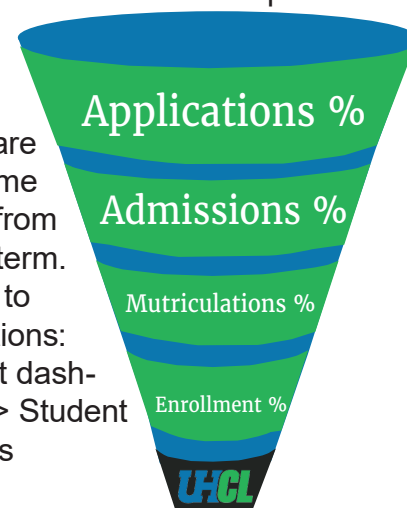 Applications %
are
me
Admissions %
from
term.
to
Mutriculations %
ions:
t dash-
> Student
Enrollment %
s
UHCL